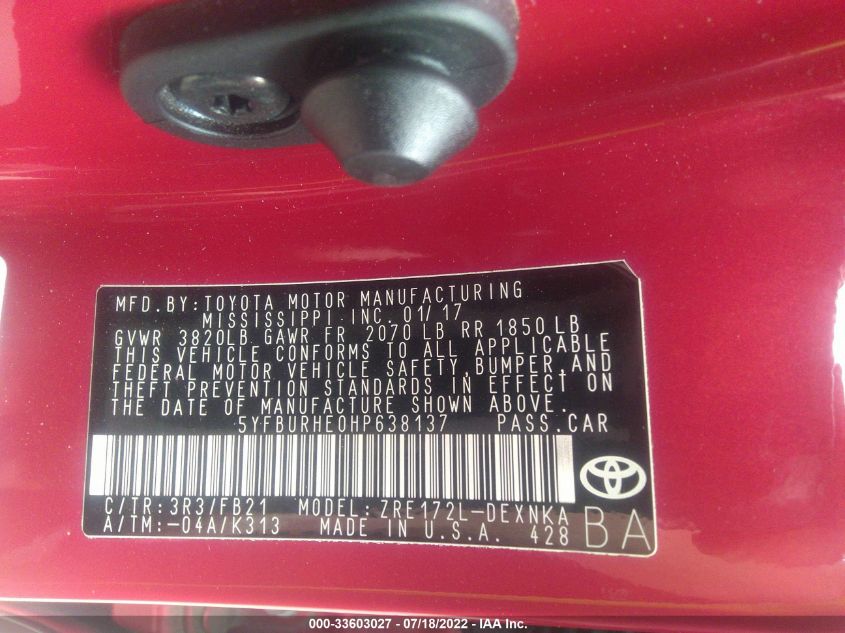 MFD. BY: TOYOTA MOTOR MANUFACTURING
MISSISSIPPI INC. 01/17
GVWR 3820LB GAWR FR 2070 LB RR 1850 LB
THIS VEHICLE CONFORMS TO ALL APPLICABLE
FEDERAL MOTOR VEHICLE SAFETY, BUMPER, AND
THEFT PREVENTION STANDARDS IN EFFECT ON
THE DATE OF MANUFACTURE SHOWN ABOVE.
5YFBURHE0HP638137 PASS. CAR
C/TR: 3R3/FB21 MODEL: ZRE172L-DEXNKA
A/TM: -04A/K313 MADE IN U.S.A. 428 BA
000-33603027 - 07/18/2022 - IAA Inc.